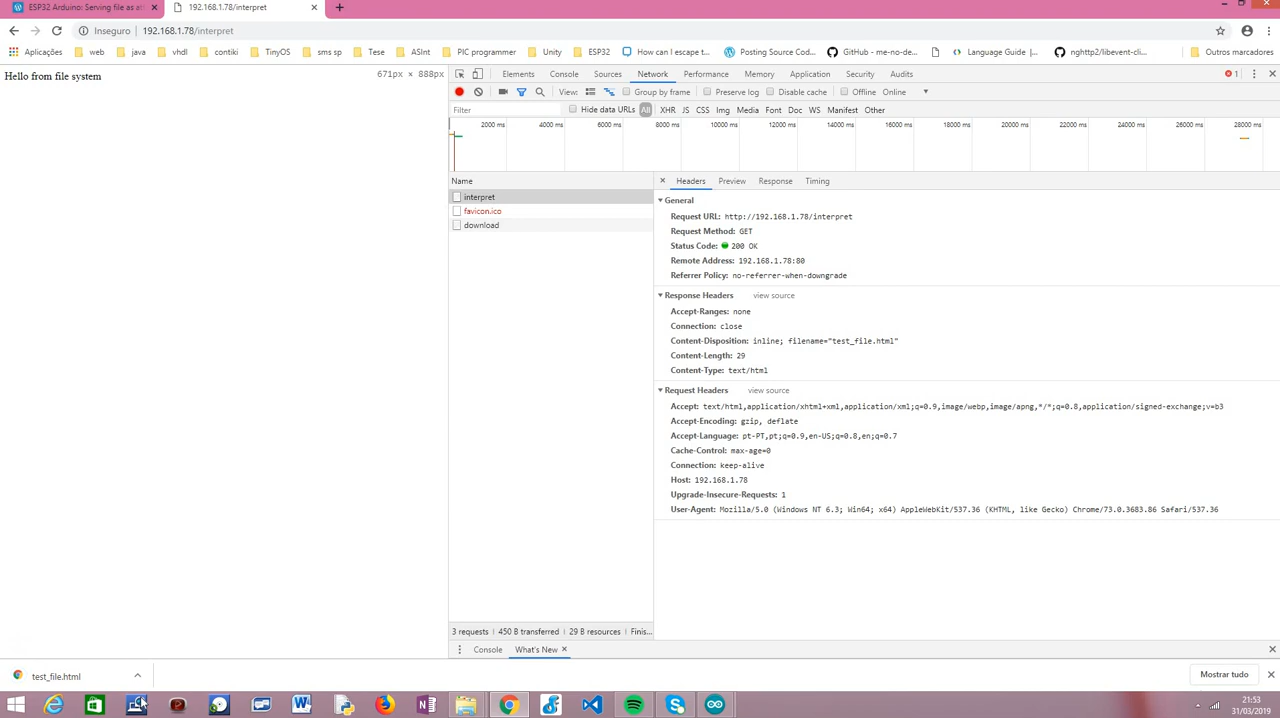 ESP32 Arduino: Serving file as at
192.168.1.78/interpret
Inseguro
192.168.1.78/interpret
Aplicações
web
java
vhdl
contiki
TinyOS
sms sp
Tese
ASInt
PIC programmer
Unity
ESP32
How can I escape t...
Posting Source Cod...
GitHub - me-no-de...
Language Guide |...
nghttp2/libevent-cli...
Outros marcadores
Hello from file system
671px × 888px
Elements Console Sources Network Performance Memory Application Security Audits
1
View: Group by frame Preserve log Disable cache Offline Online
Filter
Hide data URLs All XHR JS CSS Img Media Font Doc WS Manifest Other
2000 ms 4000 ms 6000 ms 8000 ms 10000 ms 12000 ms 14000 ms 16000 ms 18000 ms 20000 ms 22000 ms 24000 ms 26000 ms 28000 ms
Name
interpret
favicon.ico
download
Headers Preview Response Timing
General
Request URL: http://192.168.1.78/interpret
Request Method: GET
Status Code: 200 OK
Remote Address: 192.168.1.78:80
Referrer Policy: no-referrer-when-downgrade
Response Headers view source
Accept-Ranges: none
Connection: close
Content-Disposition: inline; filename="test_file.html"
Content-Length: 29
Content-Type: text/html
Request Headers view source
Accept: text/html,application/xhtml+xml,application/xml;q=0.9,image/webp,image/apng,*/*;q=0.8,application/signed-exchange;v=b3
Accept-Encoding: gzip, deflate
Accept-Language: pt-PT,pt;q=0.9,en-US;q=0.8,en;q=0.7
Cache-Control: max-age=0
Connection: keep-alive
Host: 192.168.1.78
Upgrade-Insecure-Requests: 1
User-Agent: Mozilla/5.0 (Windows NT 6.3; Win64; x64) AppleWebKit/537.36 (KHTML, like Gecko) Chrome/73.0.3683.86 Safari/537.36
3 requests | 450 B transferred | 29 B resources | Finis...
Console What's New
test_file.html
Mostrar tudo
21:53
31/03/2019